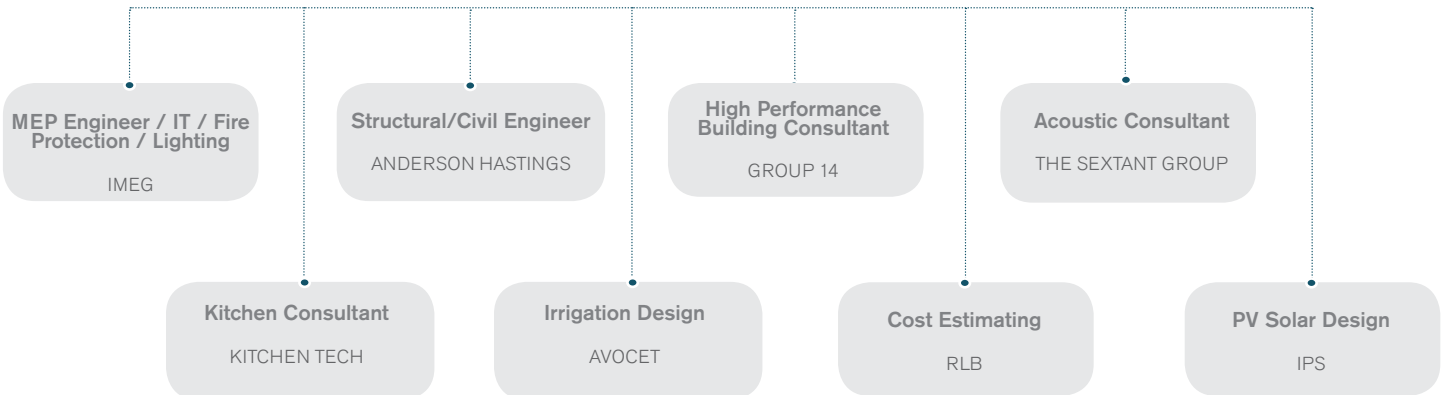 MEP Engineer / IT / Fire
Protection / Lighting
IMEG
Structural/Civil Engineer
ANDERSON HASTINGS
High Performance
Building Consultant
GROUP 14
Acoustic Consultant
THE SEXTANT GROUP
Kitchen Consultant
KITCHEN TECH
Irrigation Design
AVOCET
Cost Estimating
RLB
PV Solar Design
IPS